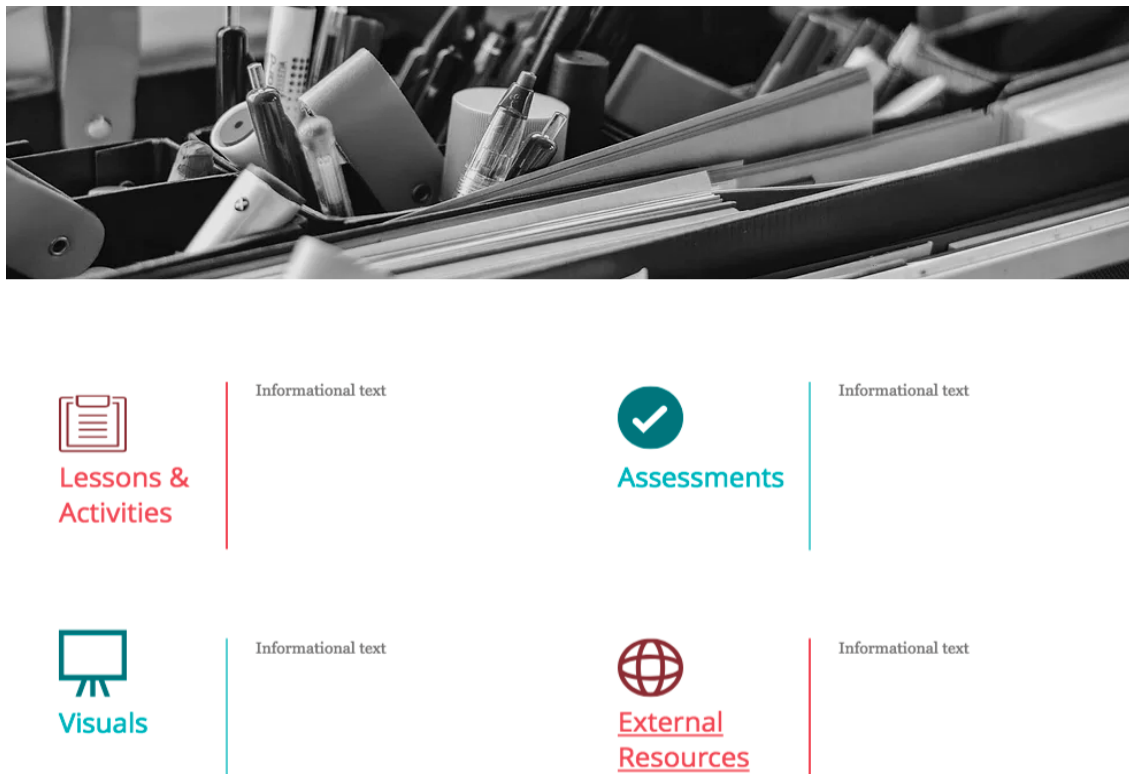 Lessons &
Activities
Informational text
Assessments
Informational text
Visuals
Informational text
External
Resources
Informational text